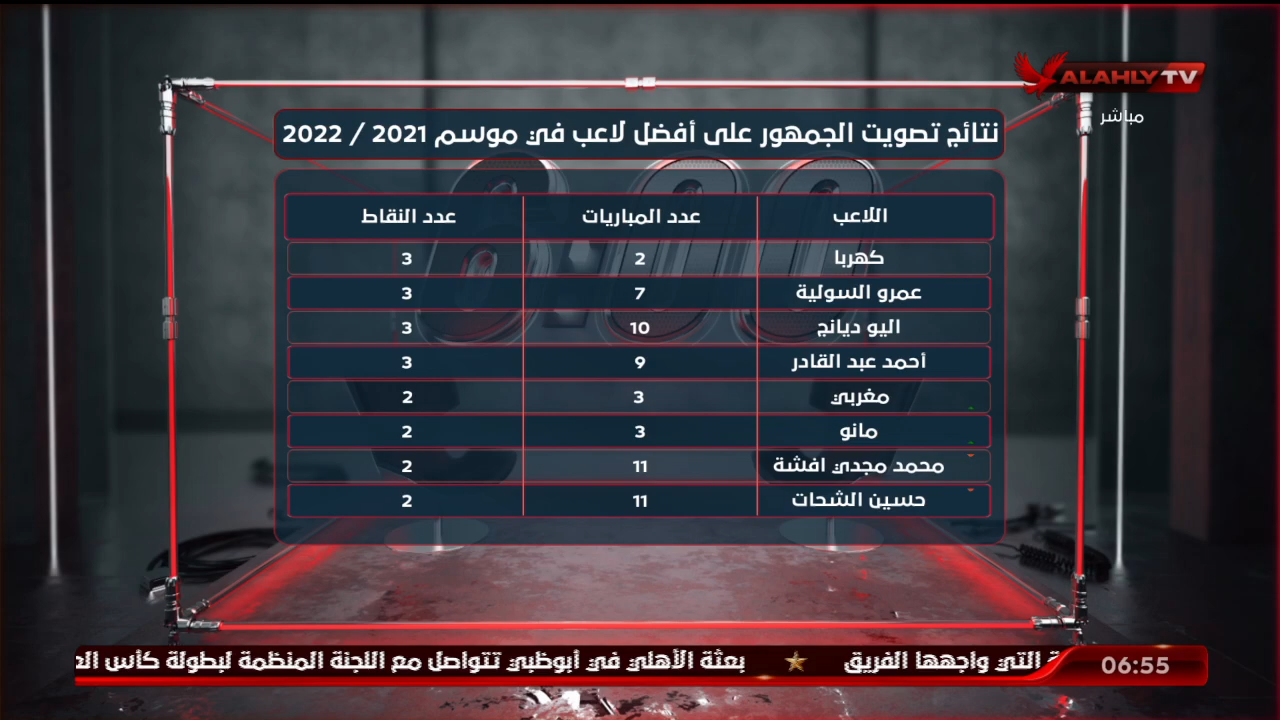 ALAHLY TV
مباشر
نتائج تصويت الجمهور على أفضل لاعب في موسم 2021 / 2022
اللاعب عدد المباريات عدد النقاط
كهربا 2 3
عمرو السولية 7 3
اليو ديانج 10 3
أحمد عبد القادر 9 3
مغربي 3 2
مانو 3 2
محمد مجدي افشة 11 2
حسين الشحات 11 2
التي واجهها الفريق بعثة الأهلي في أبوظبي تتواصل مع اللجنة المنظمة لبطولة كأس
06:55